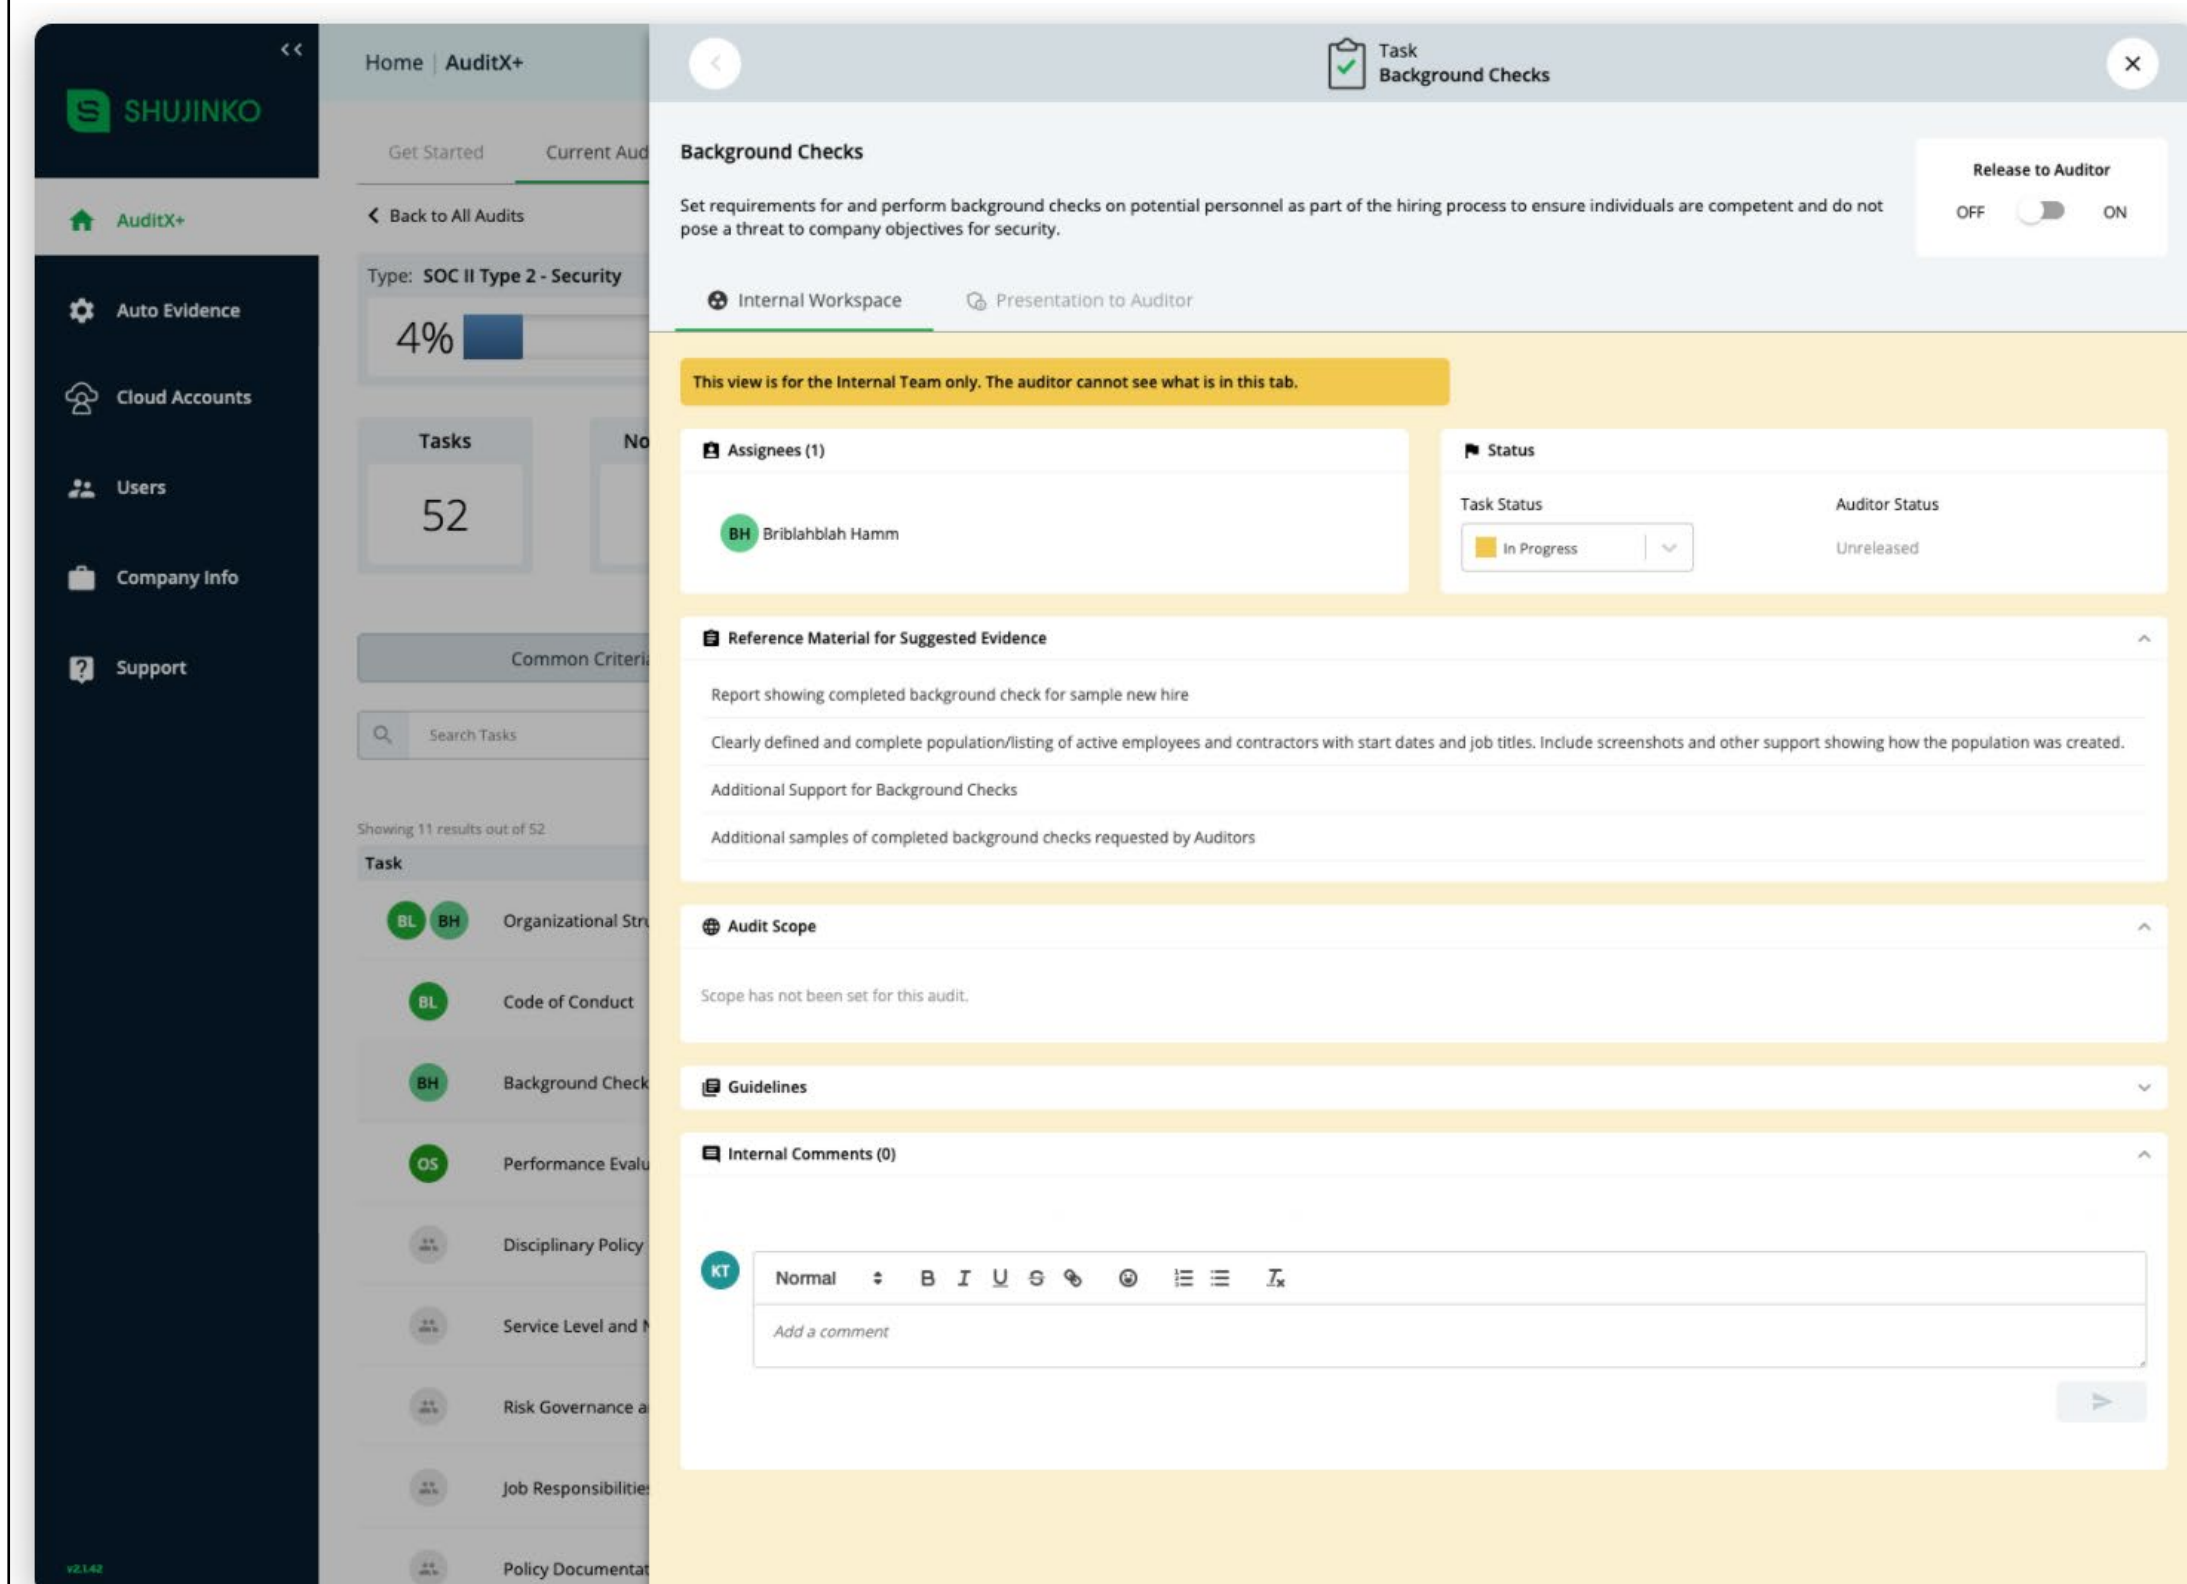 <<
SHUJINKO
AuditX+
Auto Evidence
Cloud Accounts
Users
Company Info
Support
v2.1.42
Home | AuditX+
Get Started
Current Aud
Back to All Audits
Type: SOC II Type 2 - Security
4%
Tasks
No
52
Common Criteria
Search Tasks
Showing 11 results out of 52
Task
BL BH Organizational Stru
BL Code of Conduct
BH Background Check
OS Performance Evalu
Disciplinary Policy
Service Level and N
Risk Governance a
Job Responsibilities
Policy Documentat
Task
Background Checks
Background Checks
Set requirements for and perform background checks on potential personnel as part of the hiring process to ensure individuals are competent and do not
pose a threat to company objectives for security.
Release to Auditor
OFF ON
Internal Workspace
Presentation to Auditor
This view is for the Internal Team only. The auditor cannot see what is in this tab.
Assignees (1)
BH Briblahblah Hamm
Status
Task Status
Auditor Status
In Progress
Unreleased
Reference Material for Suggested Evidence
Report showing completed background check for sample new hire
Clearly defined and complete population/listing of active employees and contractors with start dates and job titles. Include screenshots and other support showing how the population was created.
Additional Support for Background Checks
Additional samples of completed background checks requested by Auditors
Audit Scope
Scope has not been set for this audit.
Guidelines
Internal Comments (0)
KT
Normal B I U S
Add a comment